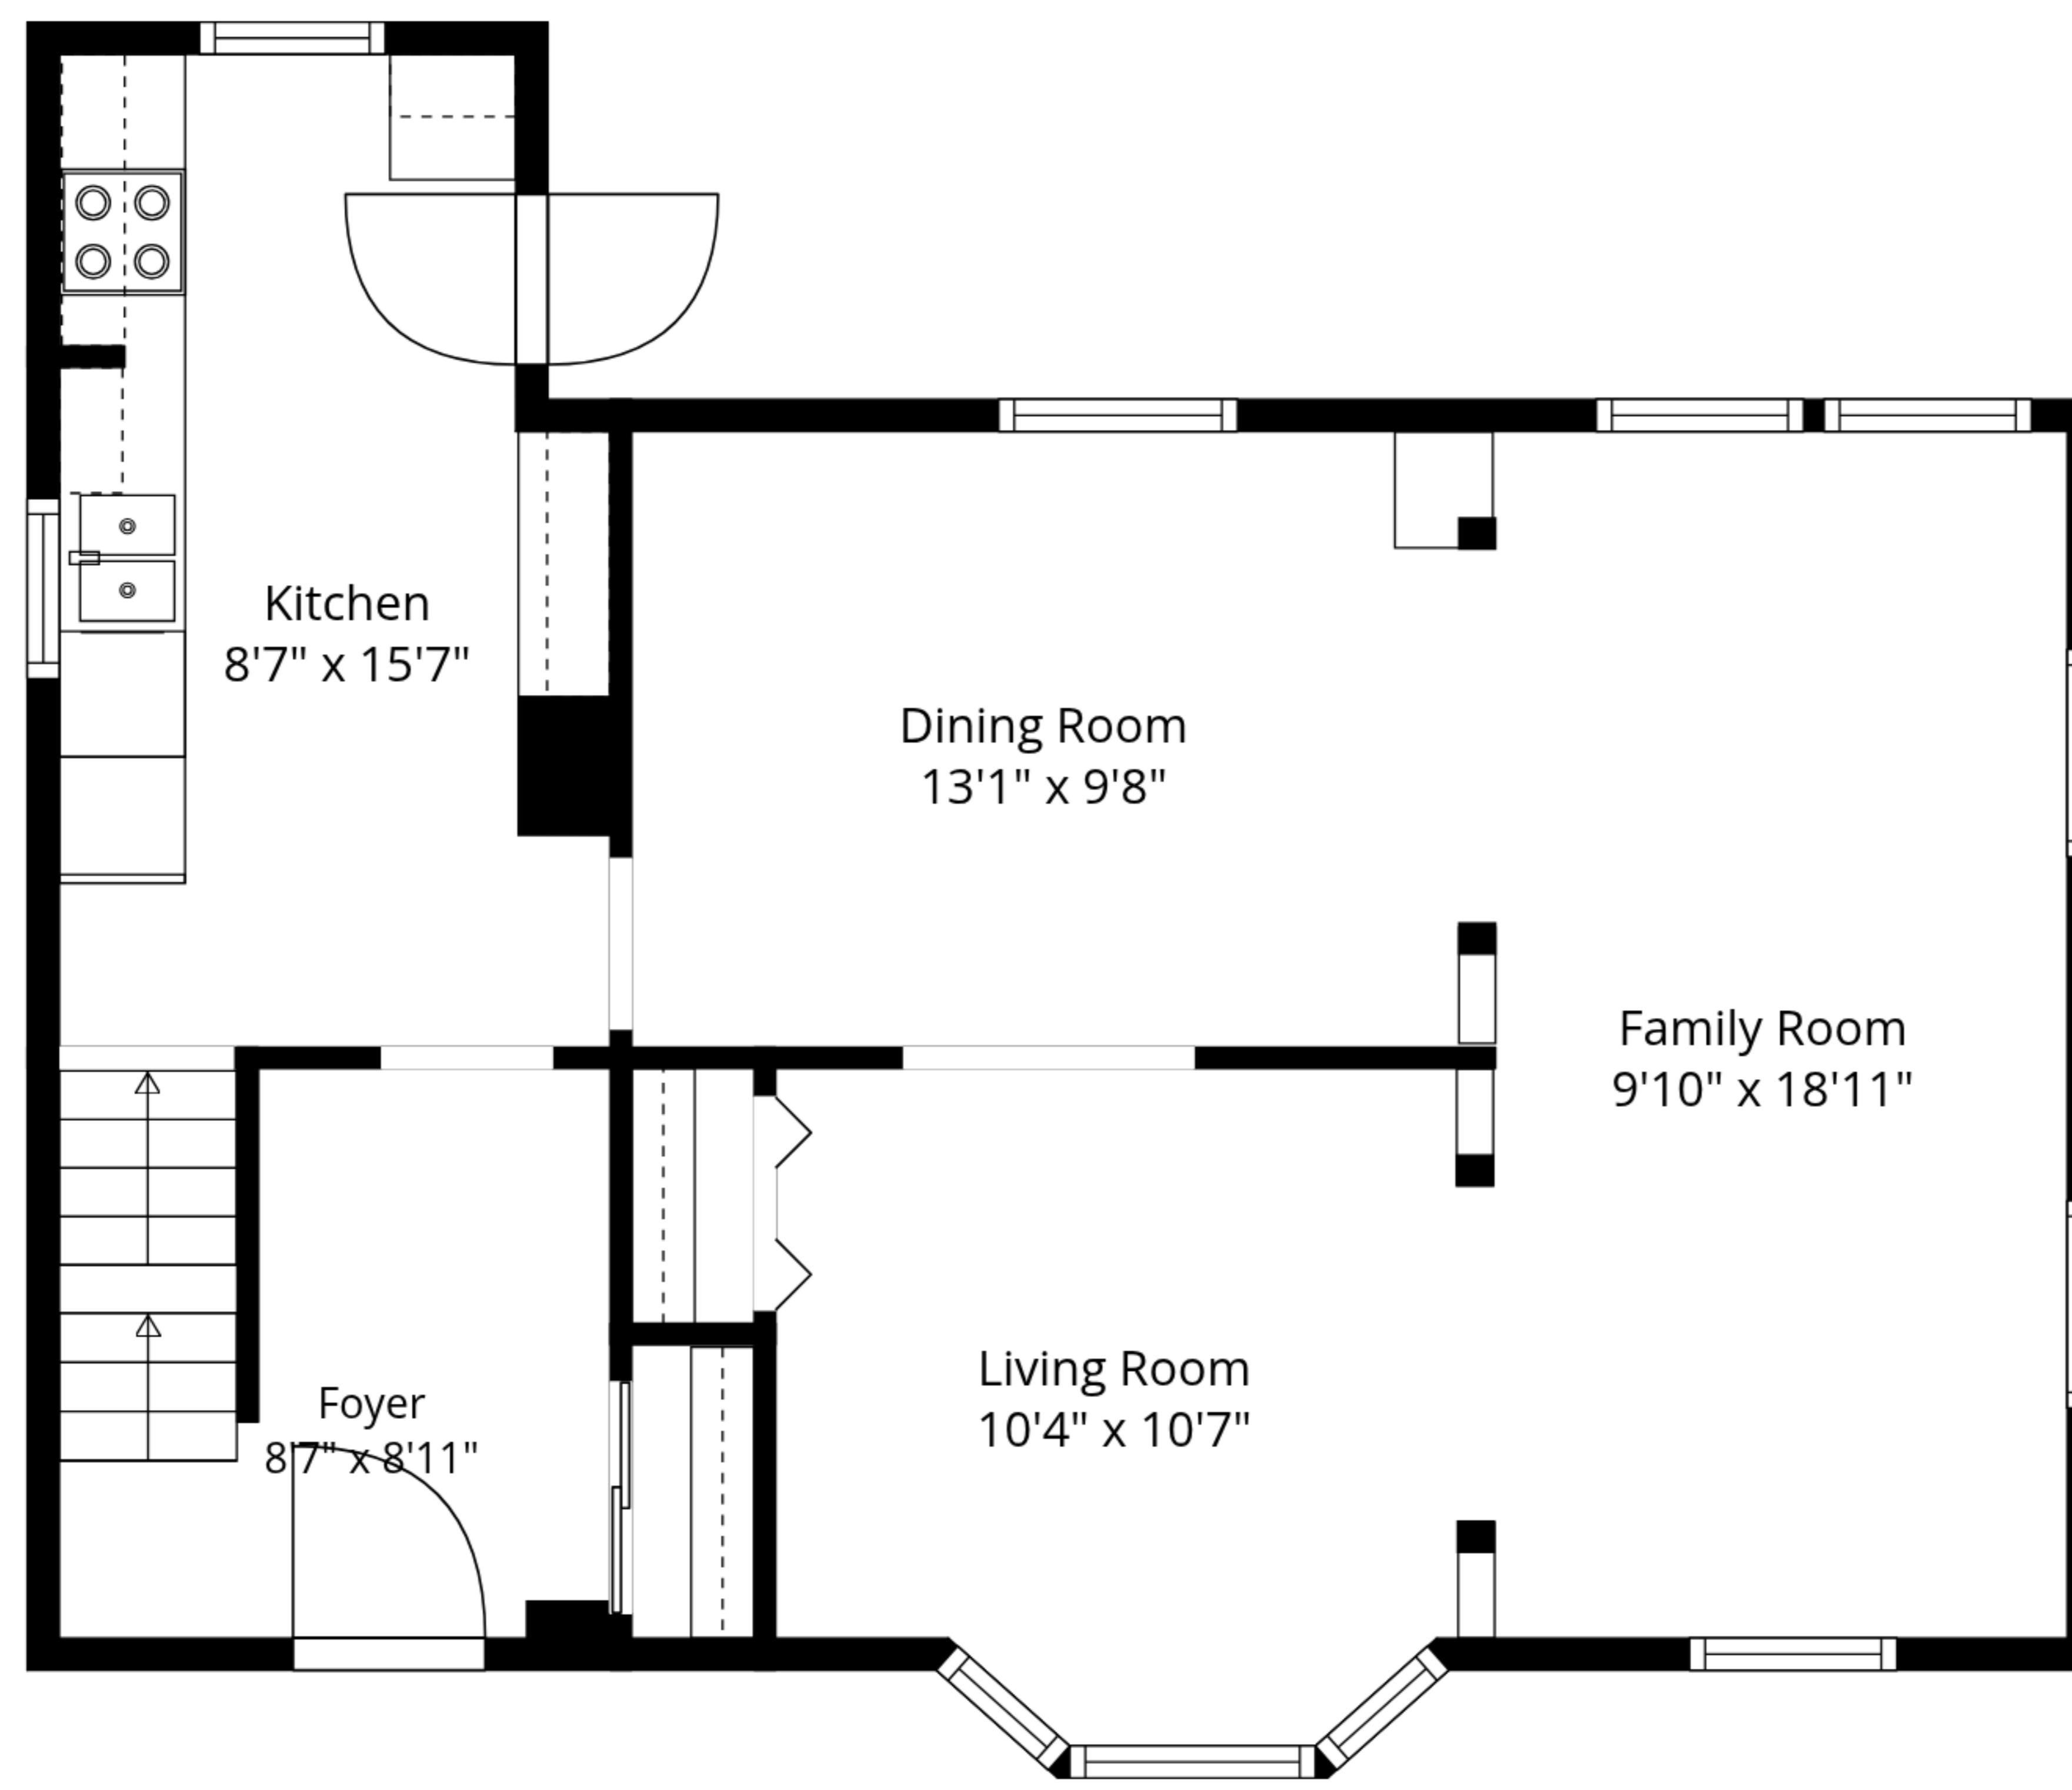 Kitchen
8'7" x 15'7"
Dining Room
13'1" x 9'8"
Family Room
9'10" x 18'11"
Living Room
10'4" x 10'7"
Foyer
8'7" x 8'11"